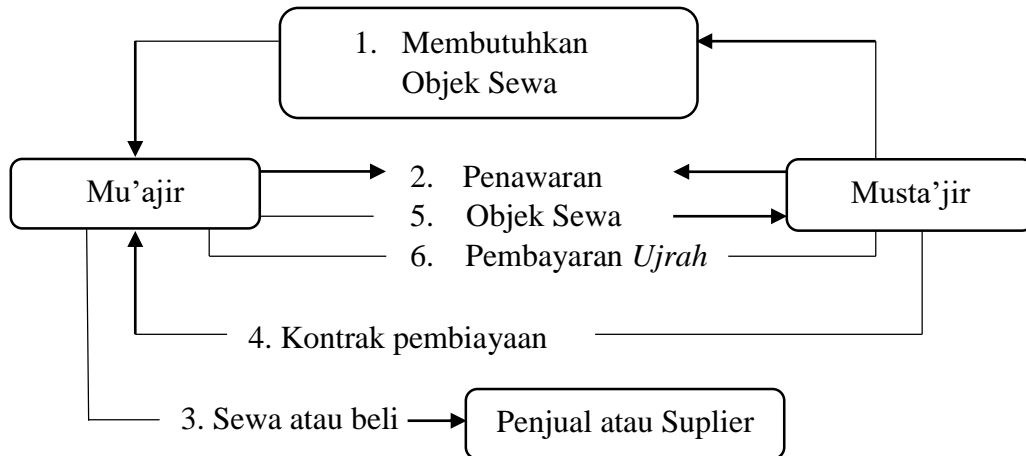 1. Membutuhkan
Objek Sewa
Mu’ajir
2. Penawaran
Musta’jir
5. Objek Sewa
6. Pembayaran Ujrah
4. Kontrak pembiayaan
3. Sewa atau beli
Penjual atau Suplier